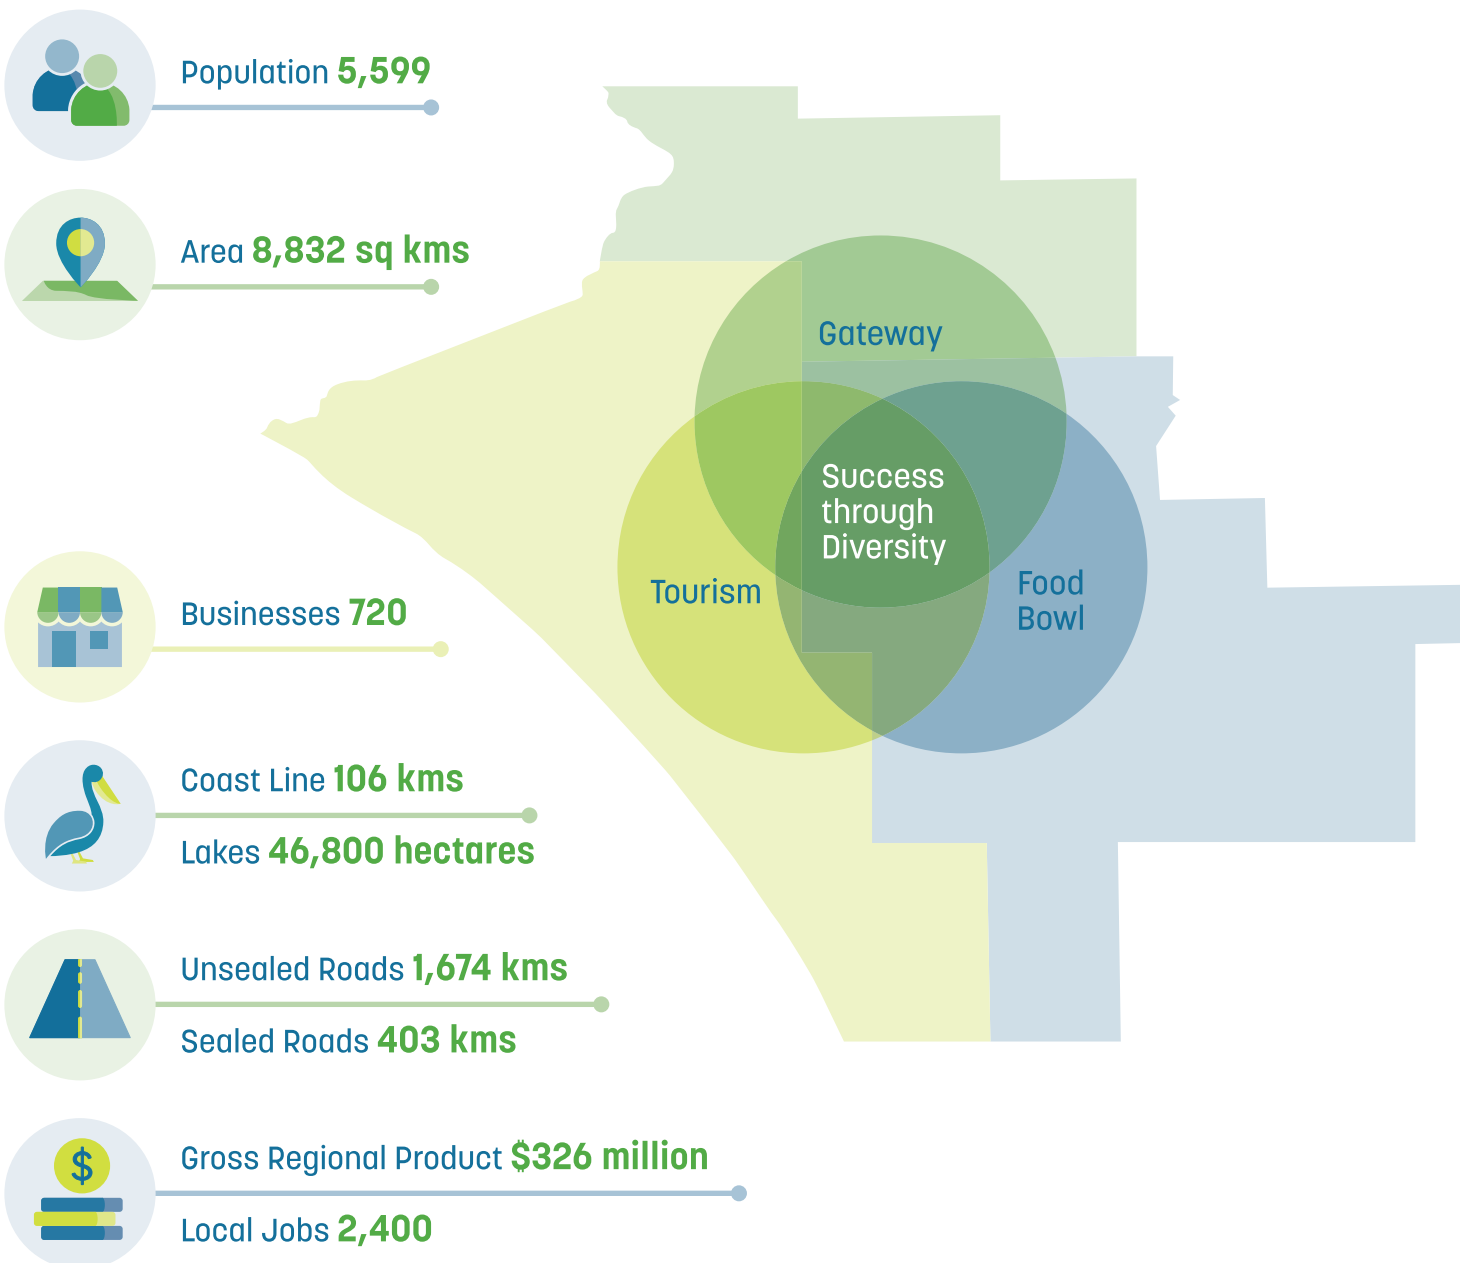 Population 5,599
Area 8,832 sq kms
Businesses 720
Coast Line 106 kms
Lakes 46,800 hectares
Unsealed Roads 1,674 kms
Sealed Roads 403 kms
$
Gross Regional Product $326 million
Local Jobs 2,400
Gateway
Success
through
Diversity
Tourism
Food
Bowl